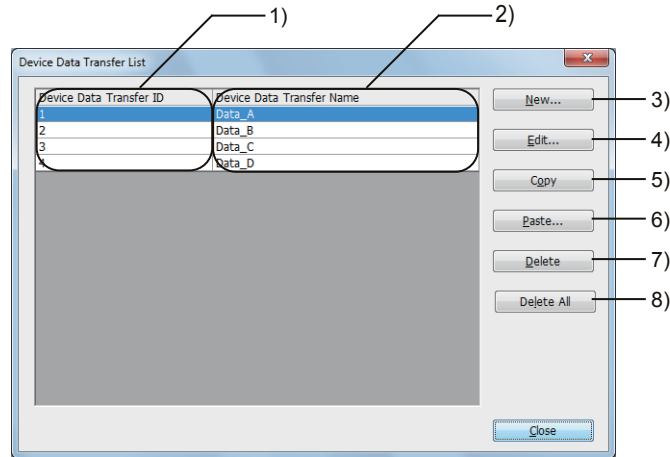 1)
2)
Device Data Transfer List
x
Device Data Transfer ID Device Data Transfer Name
1 Data_A
2 Data_B
3 Data_C
4 Data_D
New... 3)
Edit... 4)
Copy 5)
Paste... 6)
Delete 7)
Delete All 8)
Close